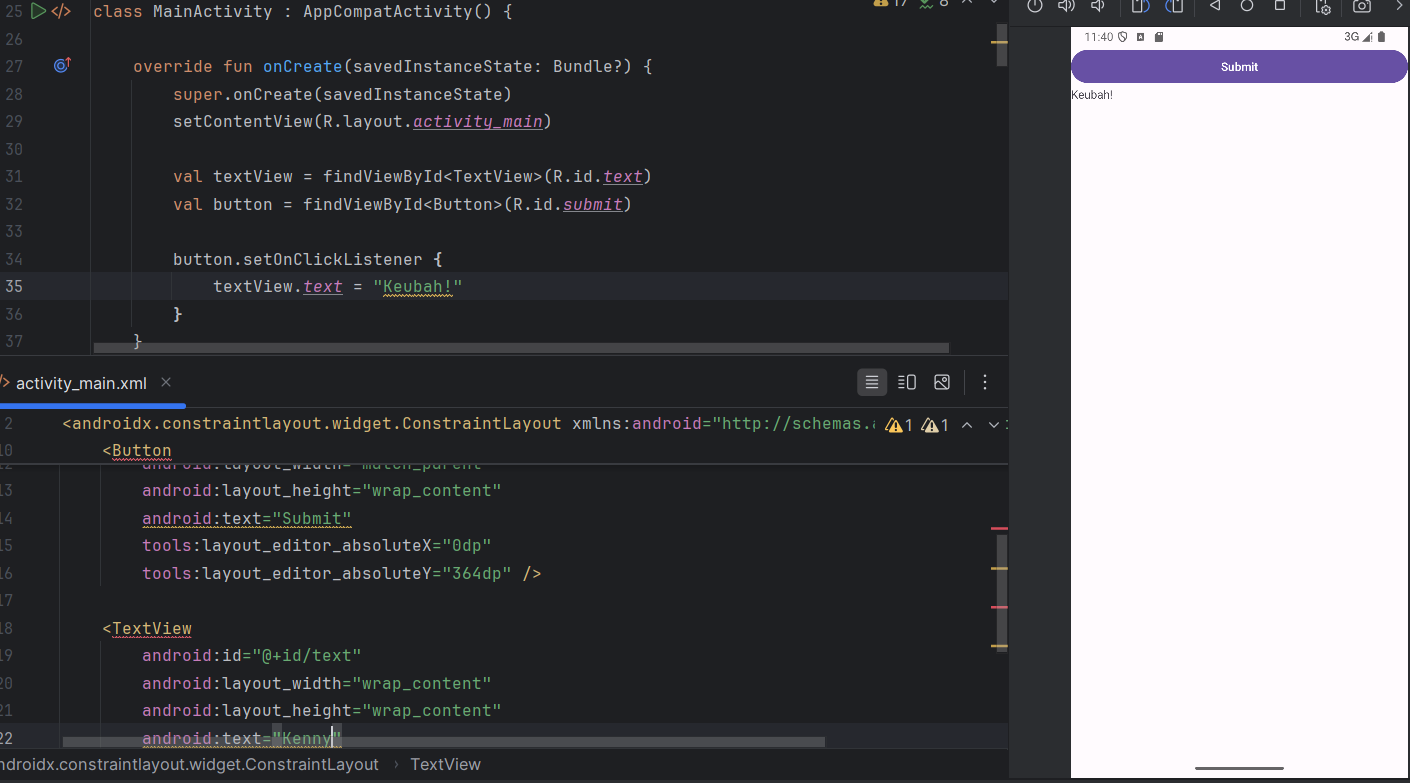 25 class MainActivity : AppCompatActivity() {
17 8
26
27 override fun onCreate(savedInstanceState: Bundle?) {
28 super.onCreate(savedInstanceState)
29 setContentView(R.layout.activity_main)
30
31 val textView = findViewById<TextView>(R.id.text)
32 val button = findViewById<Button>(R.id.submit)
33
34 button.setOnClickListener {
35 textView.text = "Keubah!"
36 }
37 }
activity_main.xml
2 <androidx.constraintlayout.widget.ConstraintLayout xmlns:android="http://schemas.a
1 1
10 <Button
12 android:layout_width="match_parent"
13 android:layout_height="wrap_content"
14 android:text="Submit"
15 tools:layout_editor_absoluteX="0dp"
16 tools:layout_editor_absoluteY="364dp" />
17
18 <TextView
19 android:id="@+id/text"
20 android:layout_width="wrap_content"
21 android:layout_height="wrap_content"
22 android:text="Kenny"
ndroidx.constraintlayout.widget.ConstraintLayout › TextView
11:40 3G
Submit
Keubah!